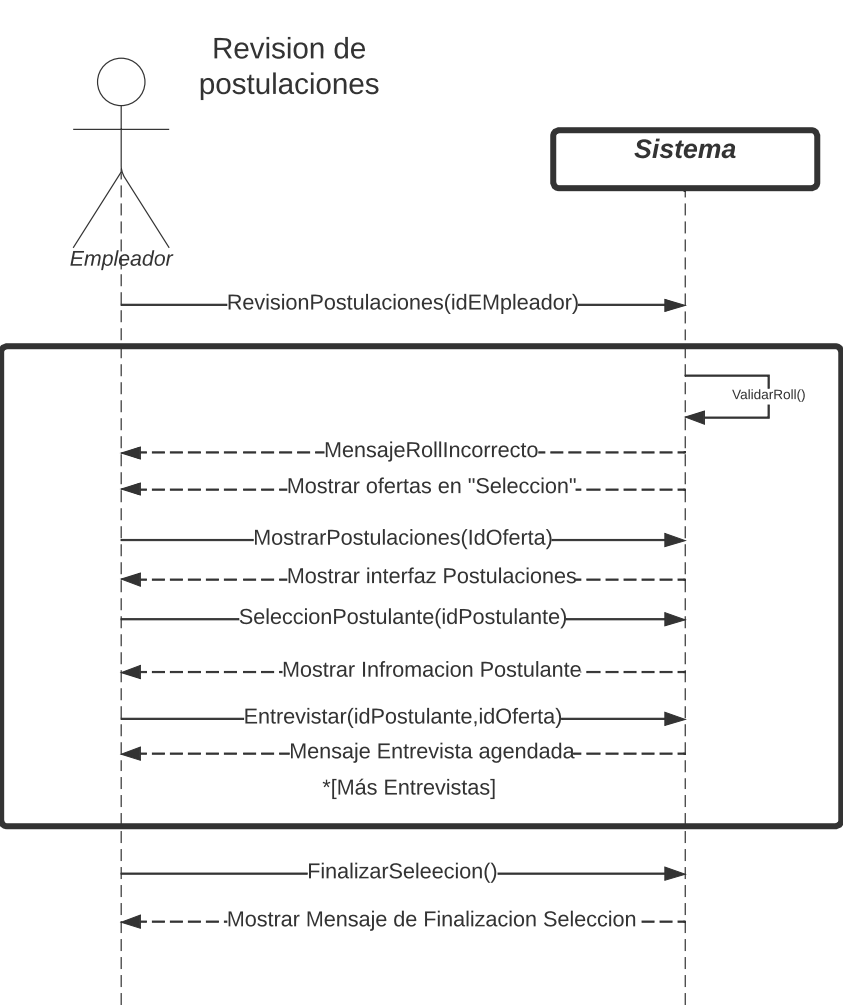 Revision de
postulaciones
Sistema
Empleador
RevisionPostulaciones(idEMpleador)
ValidarRoll()
MensajeRollIncorrecto
Mostrar ofertas en "Seleccion"
MostrarPostulaciones(IdOferta)
Mostrar interfaz Postulaciones
SeleccionPostulante(idPostulante)
Mostrar Infromacion Postulante
Entrevistar(idPostulante,idOferta)
Mensaje Entrevista agendada
*[Más Entrevistas]
FinalizarSeleecion()
Mostrar Mensaje de Finalizacion Seleccion